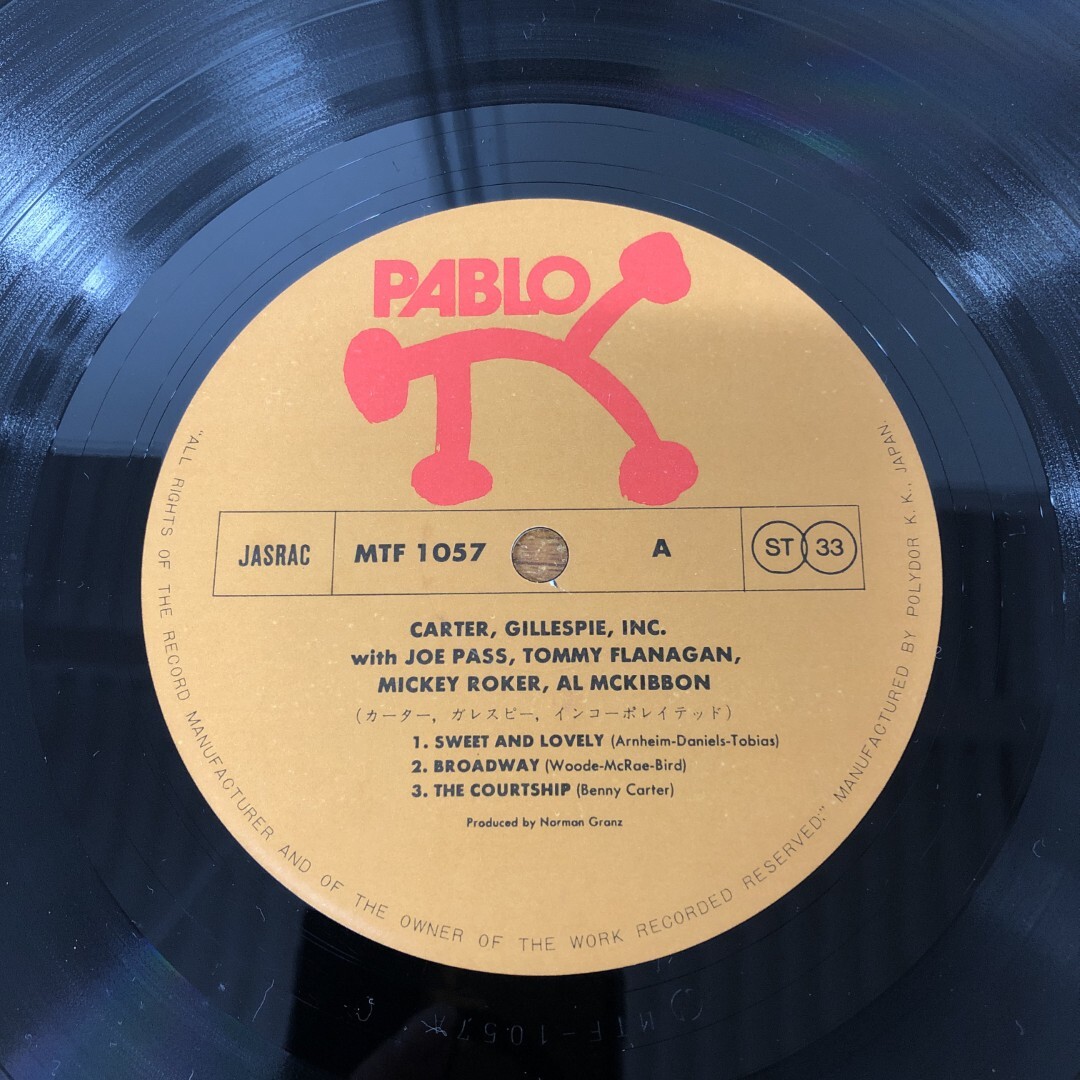 PABLO
JASRAC
MTF 1057
A
ST 33
CARTER, GILLESPIE, INC.
with JOE PASS, TOMMY FLANAGAN,
MICKEY ROKER, AL MCKIBBON
(カーター, ガレスピー, インコーポレイテッド)
1. SWEET AND LOVELY (Arnheim-Daniels-Tobias)
2. BROADWAY (Woode-McRae-Bird)
3. THE COURTSHIP (Benny Carter)
Produced by Norman Granz
"ALL RIGHTS OF THE RECORD MANUFACTURER AND OF THE OWNER OF THE WORK RECORDED RESERVED;" MANUFACTURED BY POLYDOR K. K., JAPAN
MTF-1057A